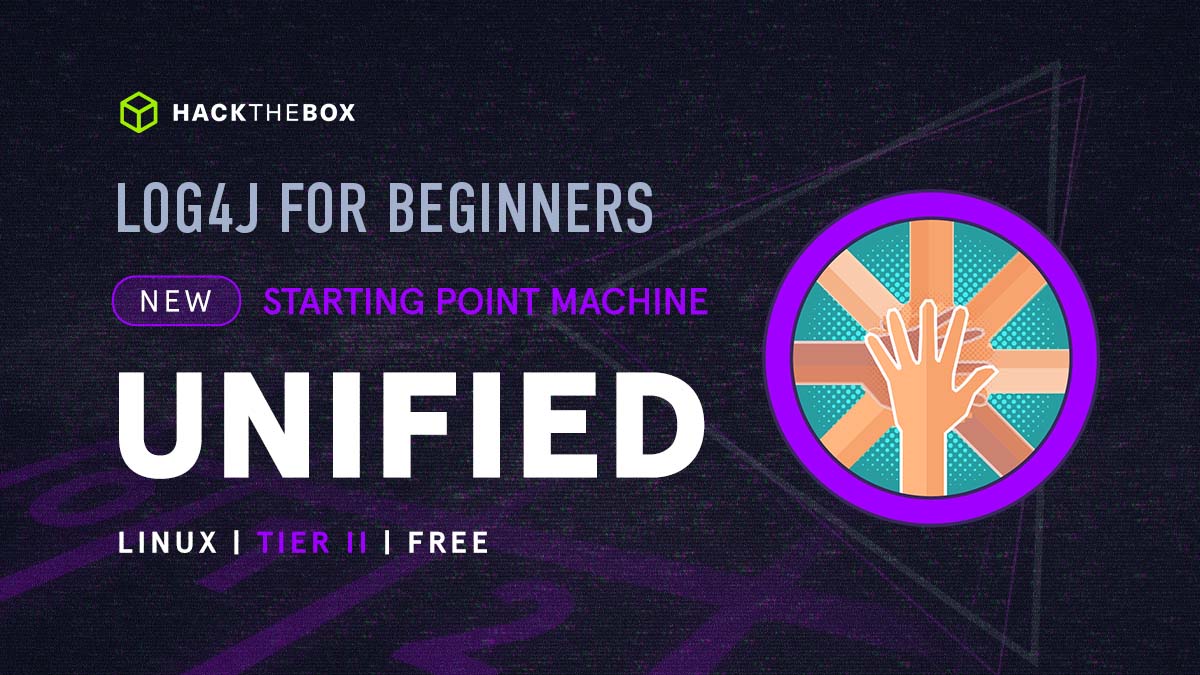 HACKTHEBOX
LOG4J FOR BEGINNERS
NEW STARTING POINT MACHINE
UNIFIED
LINUX | TIER II | FREE